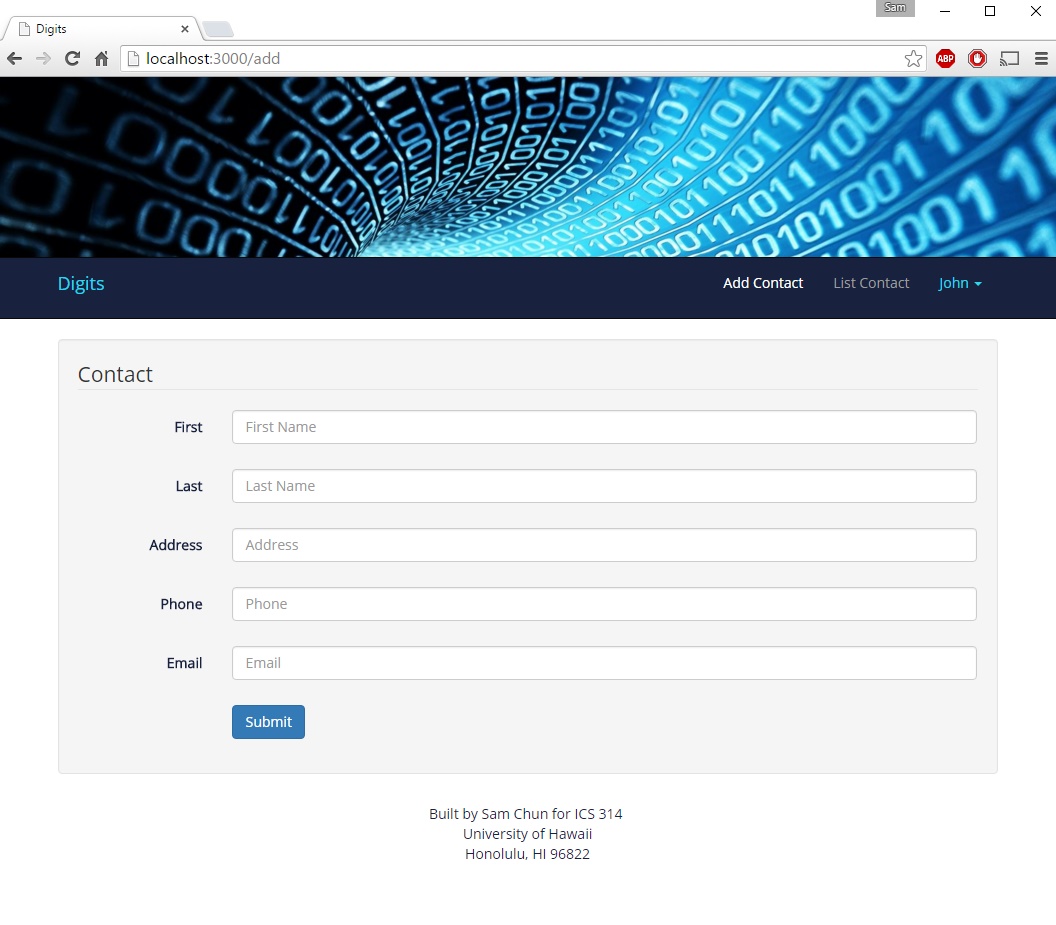 Sam
Digits
localhost:3000/add
ABP
Digits
Add Contact
List Contact
John
Contact
First
First Name
Last
Last Name
Address
Address
Phone
Phone
Email
Email
Submit
Built by Sam Chun for ICS 314
University of Hawaii
Honolulu, HI 96822